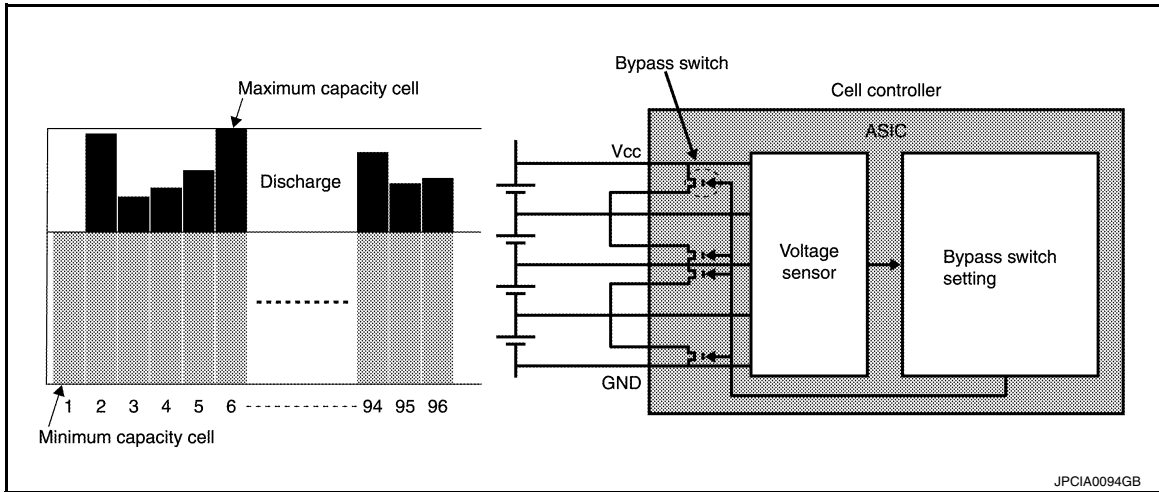 Maximum capacity cell
Discharge
1 2 3 4 5 6 94 95 96
Minimum capacity cell
Bypass switch
Cell controller
ASIC
Vcc
Voltage
sensor
Bypass switch
setting
GND
JPCIA0094GB